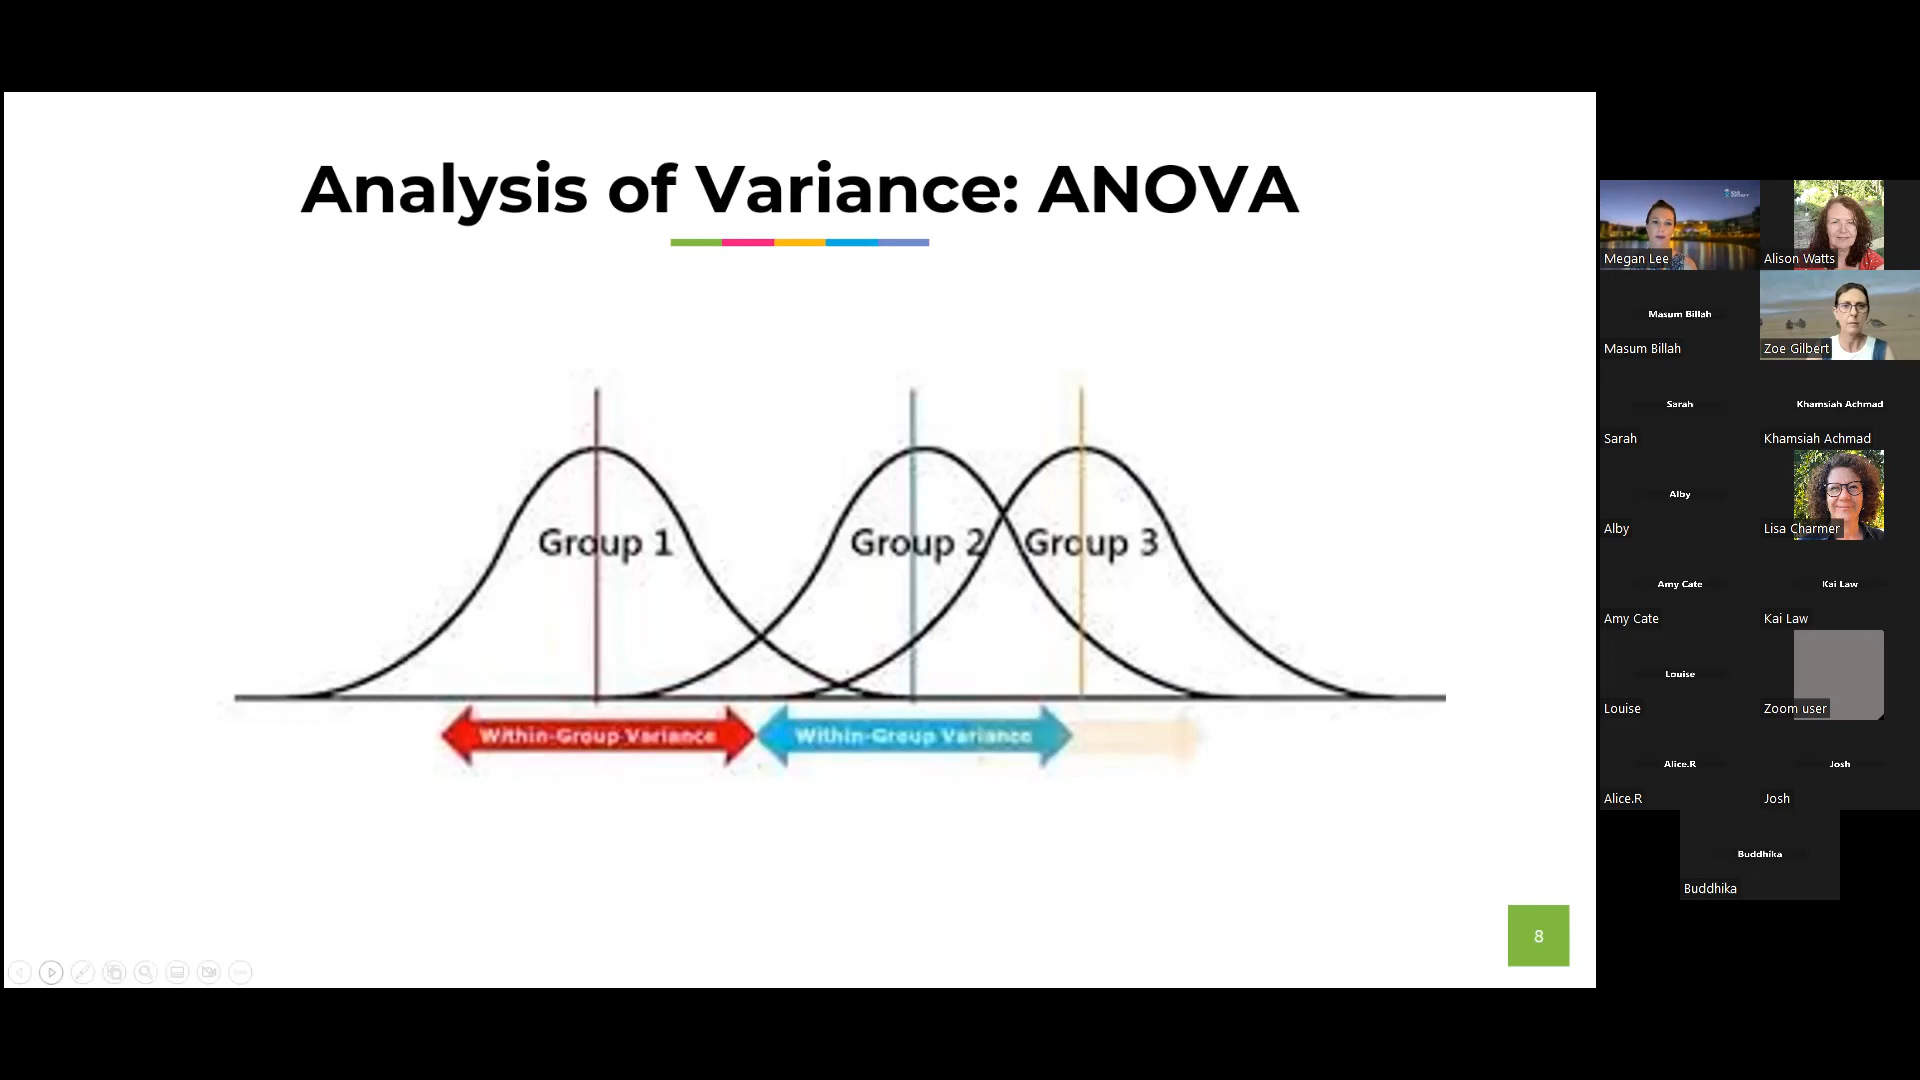 Analysis of Variance: ANOVA
Group 1
Group 2
Group 3
Within-Group Variance
Within-Group Variance
8
Megan Lee
Alison Watts
Masum Billah
Masum Billah
Zoe Gilbert
Sarah
Sarah
Khamsiah Achmad
Khamsiah Achmad
Alby
Alby
Lisa Charmer
Amy Cate
Amy Cate
Kai Law
Kai Law
Louise
Louise
Zoom user
Alice.R
Alice.R
Josh
Josh
Buddhika
Buddhika